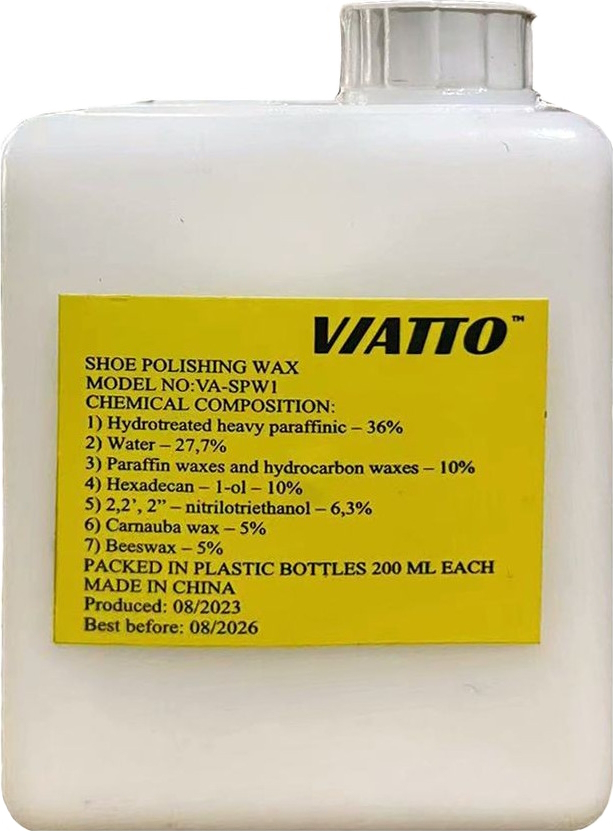 VIATTO™
SHOE POLISHING WAX
MODEL NO:VA-SPW1
CHEMICAL COMPOSITION:
1) Hydrotreated heavy paraffinic – 36%
2) Water – 27,7%
3) Paraffin waxes and hydrocarbon waxes – 10%
4) Hexadecan – 1-ol – 10%
5) 2,2’, 2” – nitrilotriethanol – 6,3%
6) Carnauba wax – 5%
7) Beeswax – 5%
PACKED IN PLASTIC BOTTLES 200 ML EACH
MADE IN CHINA
Produced: 08/2023
Best before: 08/2026